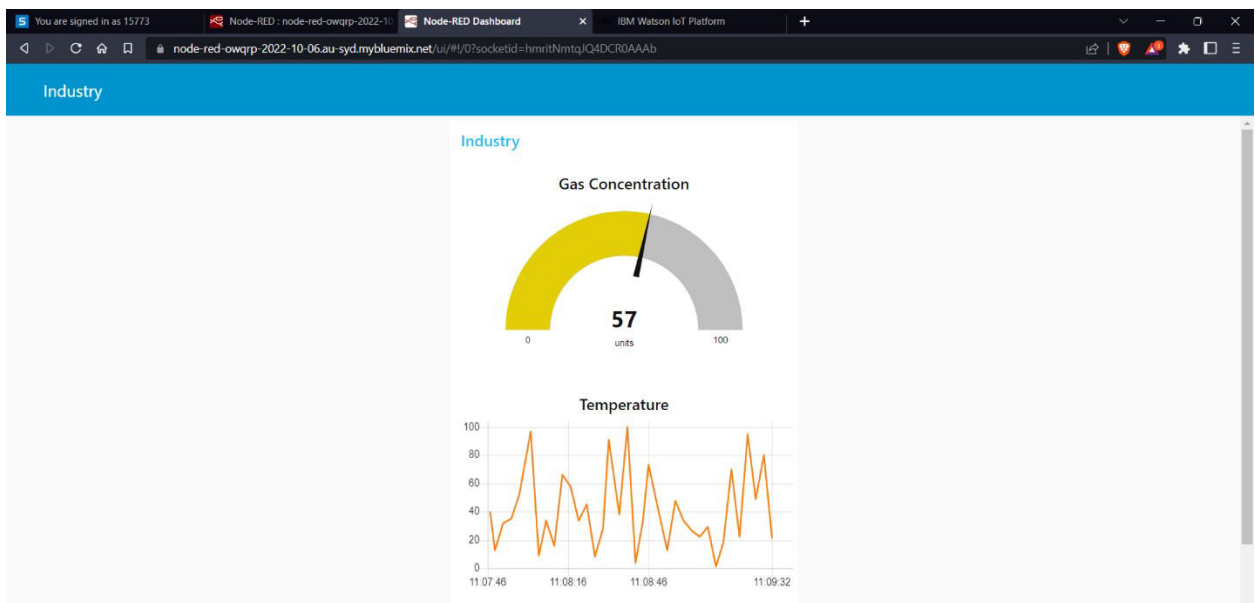 You are signed in as 15773
Node-RED : node-red-owqrp-2022-10
Node-RED Dashboard
IBM Watson IoT Platform
node-red-owqrp-2022-10-06.au-syd.mybluemix.net/ui/#!/0?socketid=hmritNmtqJQ4DCR0AAAb
Industry
Industry
Gas Concentration
57
0
units
100
Temperature
100
80
60
40
20
0
11:07:46
11:08:16
11:08:46
11:09:32